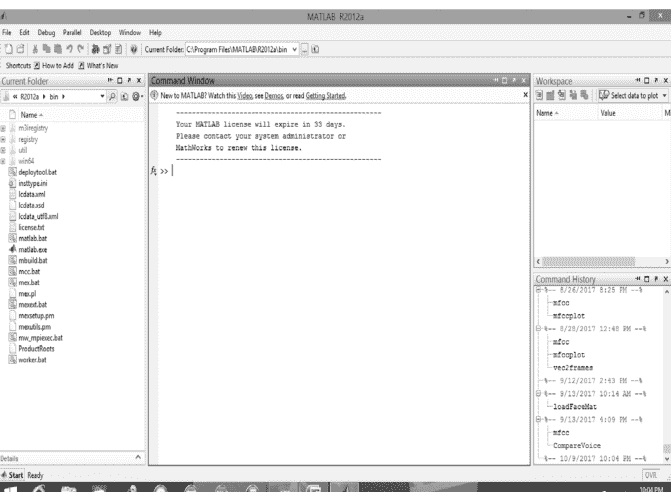 MATLAB R2012a
File Edit Debug Parallel Desktop Window Help
Current Folder: C:\Program Files\MATLAB\R2012a\bin
Shortcuts How to Add What's New
Current Folder
« R2012a ▸ bin ▸
Name
m3iregistry
registry
util
win64
deploytool.bat
insttype.ini
lcdata.xml
lcdata.xsd
lcdata_utf8.xml
license.txt
matlab.bat
matlab.exe
mbuild.bat
mcc.bat
mex.bat
mex.pl
mexext.bat
mexsetup.pm
mexutils.pm
mw_mpiexec.bat
ProductRoots
worker.bat
Details
Command Window
New to MATLAB? Watch this Video, see Demos, or read Getting Started.
Your MATLAB license will expire in 33 days.
Please contact your system administrator or
MathWorks to renew this license.
fx >>
Workspace
Select data to plot
Name Value M
Command History
%-- 8/26/2017 8:25 PM --%
mfcc
mfccplot
%-- 8/28/2017 12:48 PM --%
mfcc
mfccplot
vec2frames
%-- 9/12/2017 2:43 PM --%
%-- 9/13/2017 10:14 AM --%
loadFaceMat
%-- 9/13/2017 4:09 PM --%
mfcc
CompareVoice
%-- 10/9/2017 10:04 PM --%
Start Ready
OVR
10:04 PM